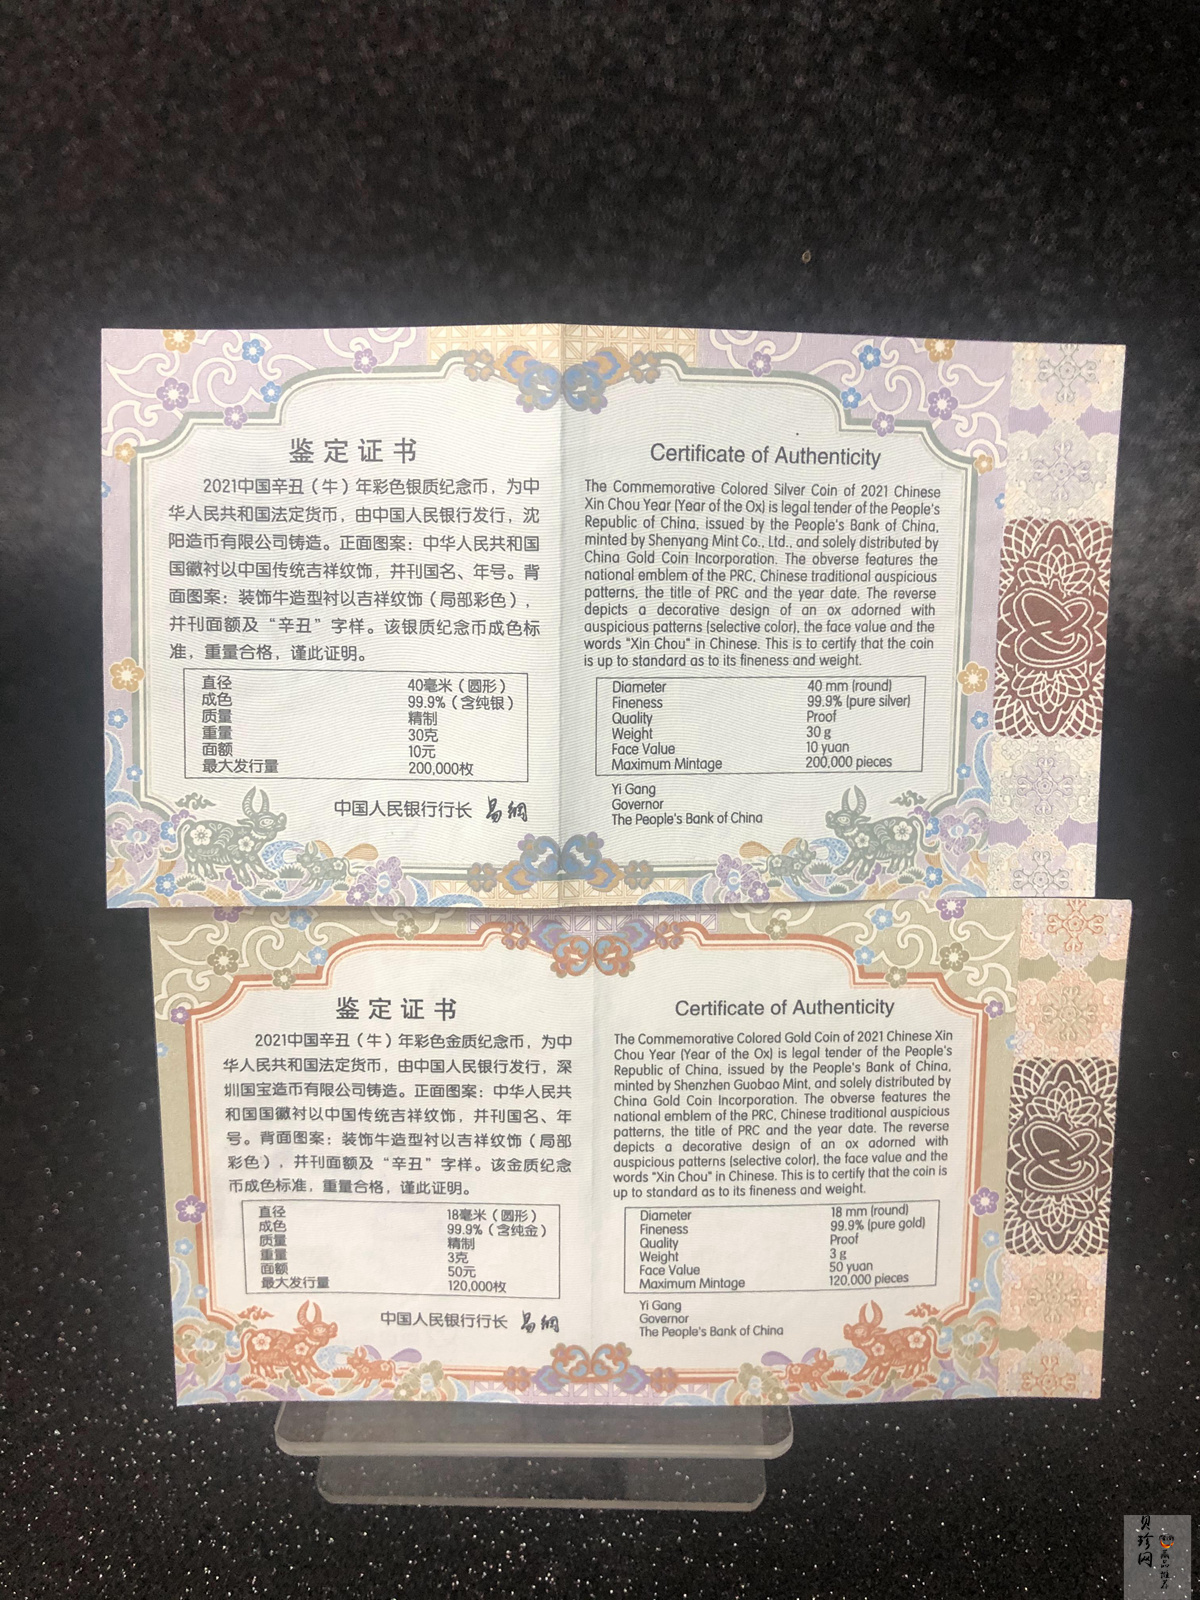 鉴定证书
2021中国辛丑（牛）年彩色银质纪念币，为中
华人民共和国法定货币，由中国人民银行发行，沈
阳造币有限公司铸造。正面图案：中华人民共和国
国徽衬以中国传统吉祥纹饰，并刊国名、年号。背
面图案：装饰牛造型衬以吉祥纹饰（局部彩色），
并刊面额及“辛丑”字样。该银质纪念币成色标
准，重量合格，谨此证明。
直径 40毫米（圆形）
成色 99.9%（含纯银）
质量 精制
重量 30克
面额 10元
最大发行量 200,000枚
中国人民银行行长 易纲
Certificate of Authenticity
The Commemorative Colored Silver Coin of 2021 Chinese
Xin Chou Year (Year of the Ox) is legal tender of the People's
Republic of China, issued by the People's Bank of China,
minted by Shenyang Mint Co., Ltd., and solely distributed by
China Gold Coin Incorporation. The obverse features the
national emblem of the PRC, Chinese traditional auspicious
patterns, the title of PRC and the year date. The reverse
depicts a decorative design of an ox adorned with
auspicious patterns (selective color), the face value and the
words "Xin Chou" in Chinese. This is to certify that the coin
is up to standard as to its fineness and weight.
Diameter 40 mm (round)
Fineness 99.9% (pure silver)
Quality Proof
Weight 30 g
Face Value 10 yuan
Maximum Mintage 200,000 pieces
Yi Gang
Governor
The People's Bank of China
鉴定证书
2021中国辛丑（牛）年彩色金质纪念币，为中
华人民共和国法定货币，由中国人民银行发行，深
圳国宝造币有限公司铸造。正面图案：中华人民共
和国国徽衬以中国传统吉祥纹饰，并刊国名、年
号。背面图案：装饰牛造型衬以吉祥纹饰（局部
彩色），并刊面额及“辛丑”字样。该金质纪念
币成色标准，重量合格，谨此证明。
直径 18毫米（圆形）
成色 99.9%（含纯金）
质量 精制
重量 3克
面额 50元
最大发行量 120,000枚
中国人民银行行长 易纲
Certificate of Authenticity
The Commemorative Colored Gold Coin of 2021 Chinese Xin
Chou Year (Year of the Ox) is legal tender of the People's
Republic of China, issued by the People's Bank of China,
minted by Shenzhen Guobao Mint, and solely distributed by
China Gold Coin Incorporation. The obverse features the
national emblem of the PRC, Chinese traditional auspicious
patterns, the title of PRC and the year date. The reverse
depicts a decorative design of an ox adorned with
auspicious patterns (selective color), the face value and the
words "Xin Chou" in Chinese. This is to certify that the coin is
up to standard as to its fineness and weight.
Diameter 18 mm (round)
Fineness 99.9% (pure gold)
Quality Proof
Weight 3 g
Face Value 50 yuan
Maximum Mintage 120,000 pieces
Yi Gang
Governor
The People's Bank of China